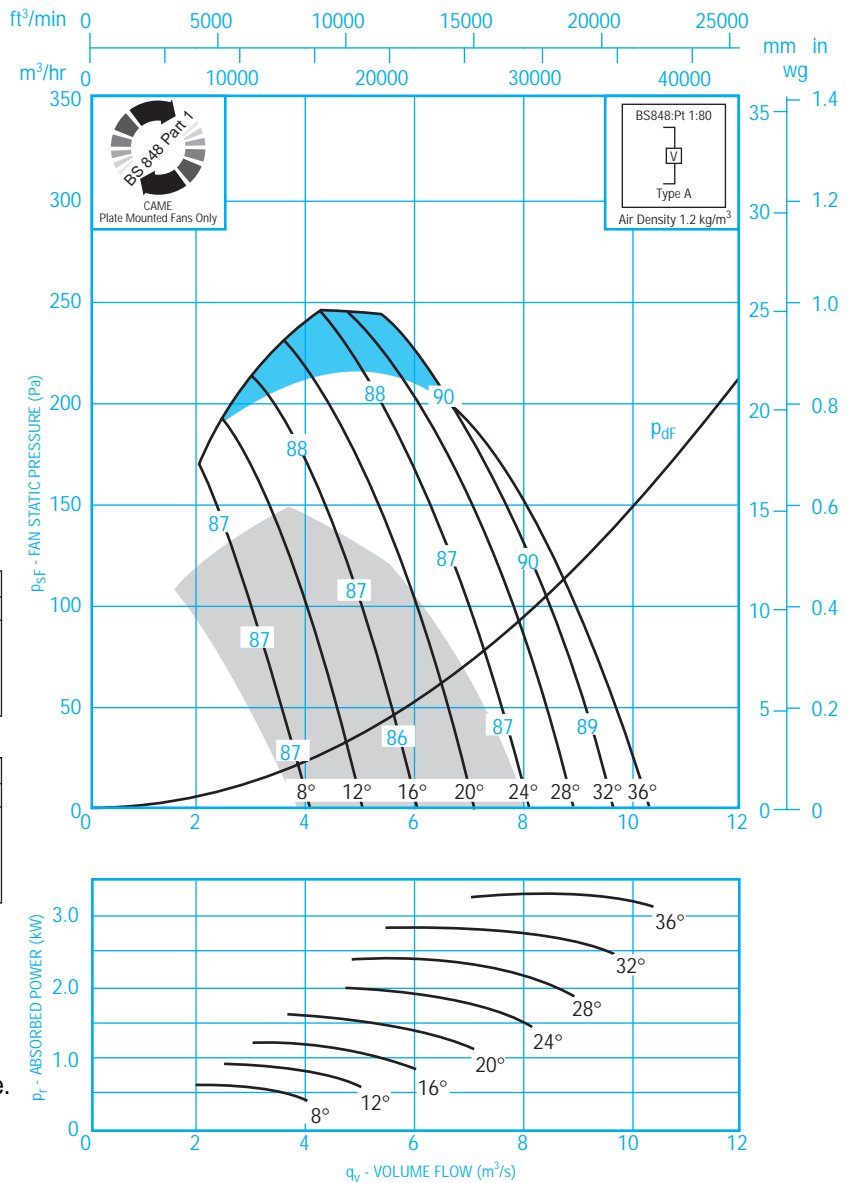 ft³/min 0 5000 10000 15000 20000 25000
mm in
wg
m³/hr 0 10000 20000 30000 40000
350 300 250 200 150 100 50 0
p_sF - FAN STATIC PRESSURE (Pa)
BS 848 Part 1
CAME
Plate Mounted Fans Only
BS848:Pt 1:80
V
Type A
Air Density 1.2 kg/m³
35 30 25 20 15 10 5 0
1.4 1.2 1.0 0.8 0.6 0.4 0.2 0
88 90
p_dF
88
87
87 90
87
87
87 89
86
87
8° 12° 16° 20° 24° 28° 32° 36°
0 2 4 6 8 10 12
p_r - ABSORBED POWER (kW)
3.0
2.0
1.0
0
36°
32°
28°
24°
20°
16°
12°
8°
e.
0 2 4 6 8 10 12
q_v - VOLUME FLOW (m³/s)